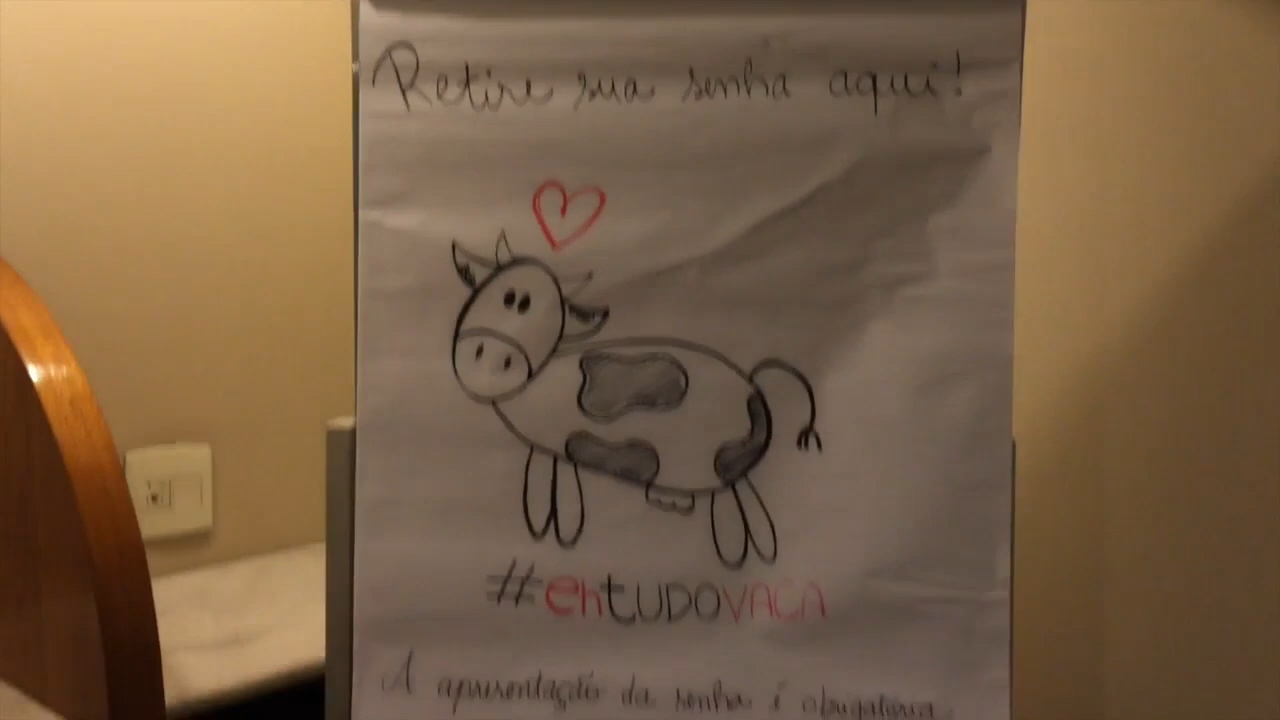 Retire sua senha aqui!
#ehTUDOVACA
A apresentação da senha é obrigatória